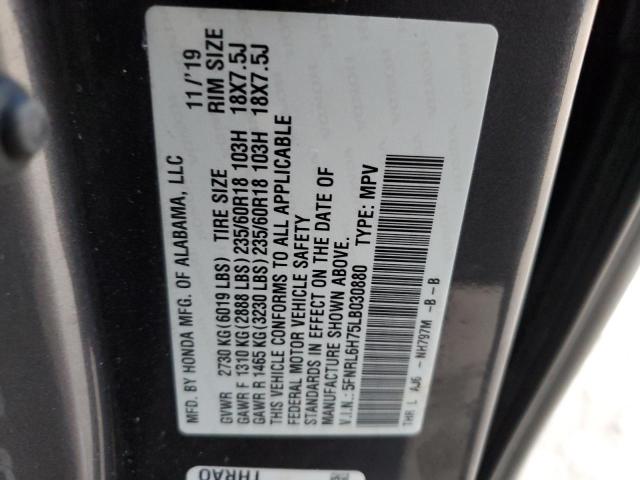 MFD. BY HONDA MFG. OF ALABAMA, LLC 11/'19
GVWR 2730 KG(6019 LBS) TIRE SIZE RIM SIZE
GAWR F 1310 KG(2888 LBS)235/60R18 103H 18X7.5J
GAWR R 1465 KG(3230 LBS)235/60R18 103H 18X7.5J
THIS VEHICLE CONFORMS TO ALL APPLICABLE
FEDERAL MOTOR VEHICLE SAFETY
STANDARDS IN EFFECT ON THE DATE OF
MANUFACTURE SHOWN ABOVE.
V.I.N.: 5FNRL6H75LB030880 TYPE: MPV
THR L AJ6 - NH797M -B - B
THRA0